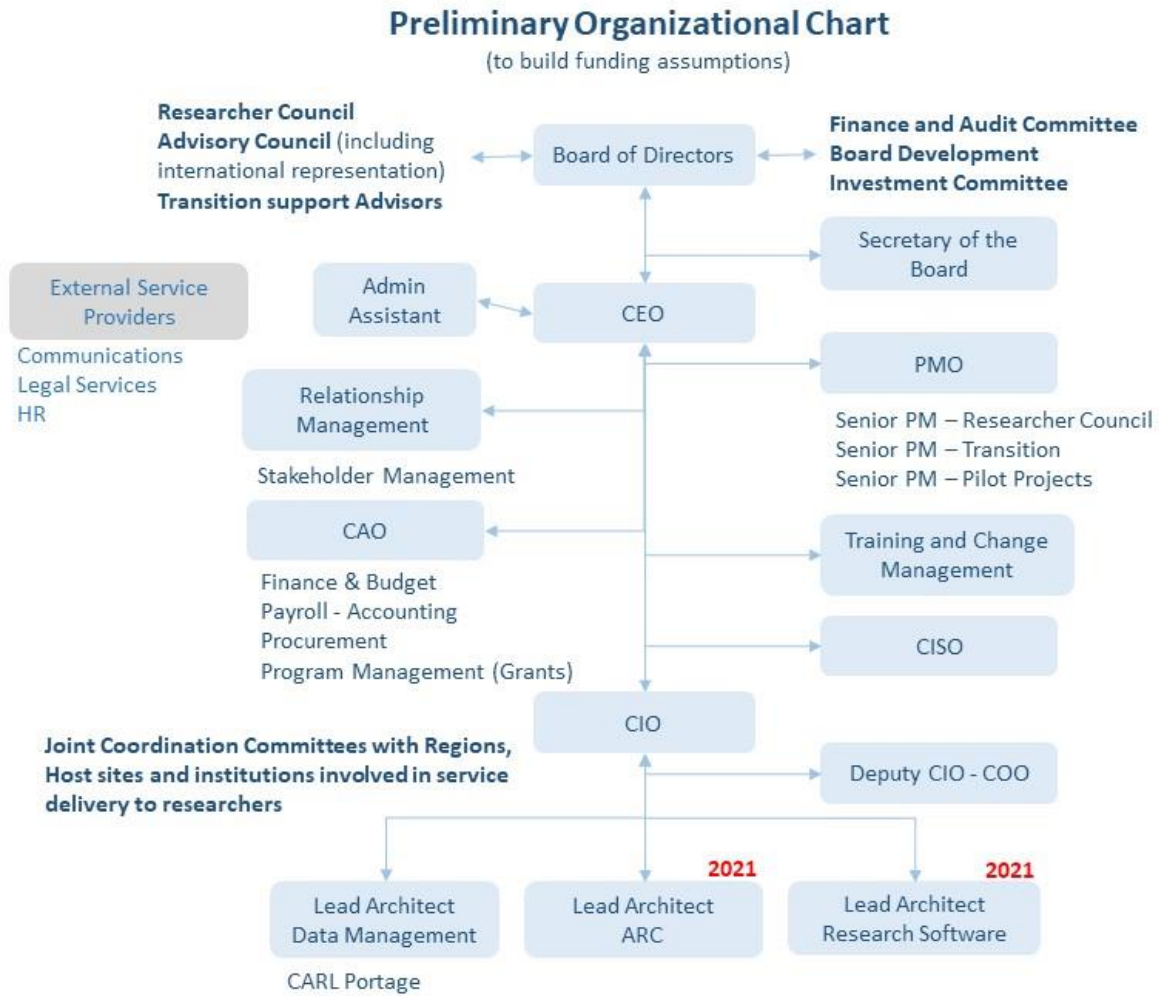 Preliminary Organizational Chart
(to build funding assumptions)
Researcher Council
Advisory Council (including
international representation)
Transition support Advisors
Board of Directors
Finance and Audit Committee
Board Development
Investment Committee
Secretary of the
Board
External Service
Providers
Communications
Legal Services
HR
Admin
Assistant
CEO
PMO
Senior PM – Researcher Council
Senior PM – Transition
Senior PM – Pilot Projects
Relationship
Management
Stakeholder Management
CAO
Finance & Budget
Payroll - Accounting
Procurement
Program Management (Grants)
Training and Change
Management
CISO
CIO
Joint Coordination Committees with Regions,
Host sites and institutions involved in service
delivery to researchers
Deputy CIO - COO
Lead Architect
Data Management
CARL Portage
2021
Lead Architect
ARC
2021
Lead Architect
Research Software